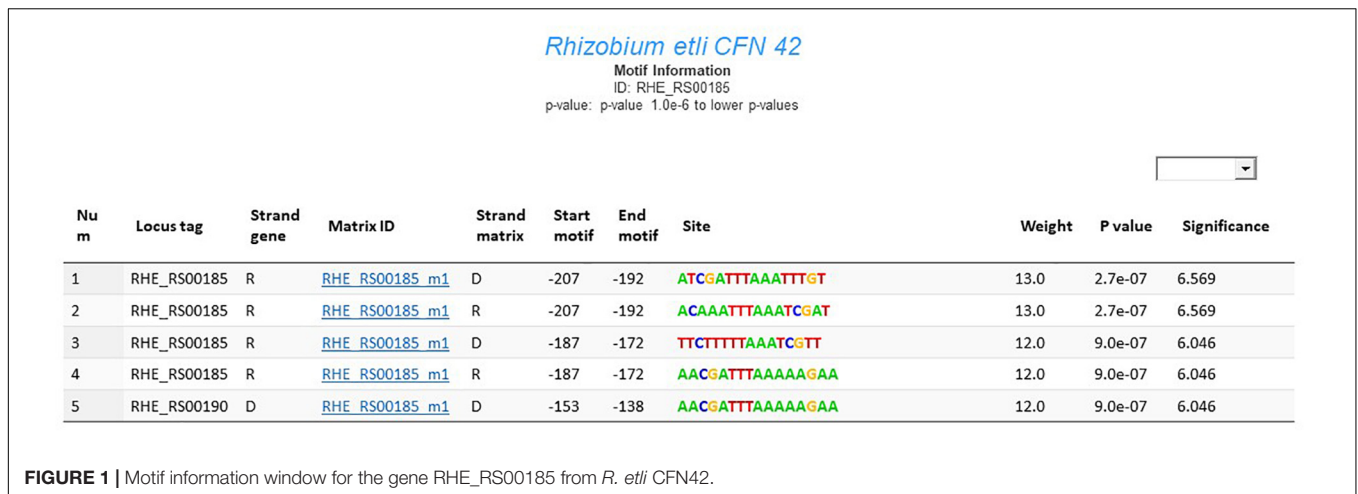 Rhizobium etli CFN 42
Motif Information
ID: RHE_RS00185
p-value: p-value 1.0e-6 to lower p-values
Nu m Locus tag Strand gene Matrix ID Strand matrix Start motif End motif Site Weight P value Significance
1 RHE_RS00185 R RHE_RS00185_m1 D -207 -192 ATCGATTTAAATTTGT 13.0 2.7e-07 6.569
2 RHE_RS00185 R RHE_RS00185_m1 R -207 -192 ACAAATTTAAATCGAT 13.0 2.7e-07 6.569
3 RHE_RS00185 R RHE_RS00185_m1 D -187 -172 TTCTTTTTAAATCGTT 12.0 9.0e-07 6.046
4 RHE_RS00185 R RHE_RS00185_m1 R -187 -172 AACGATTTAAAAAGAA 12.0 9.0e-07 6.046
5 RHE_RS00190 D RHE_RS00185_m1 D -153 -138 AACGATTTAAAAAGAA 12.0 9.0e-07 6.046
FIGURE 1 | Motif information window for the gene RHE_RS00185 from R. etli CFN42.